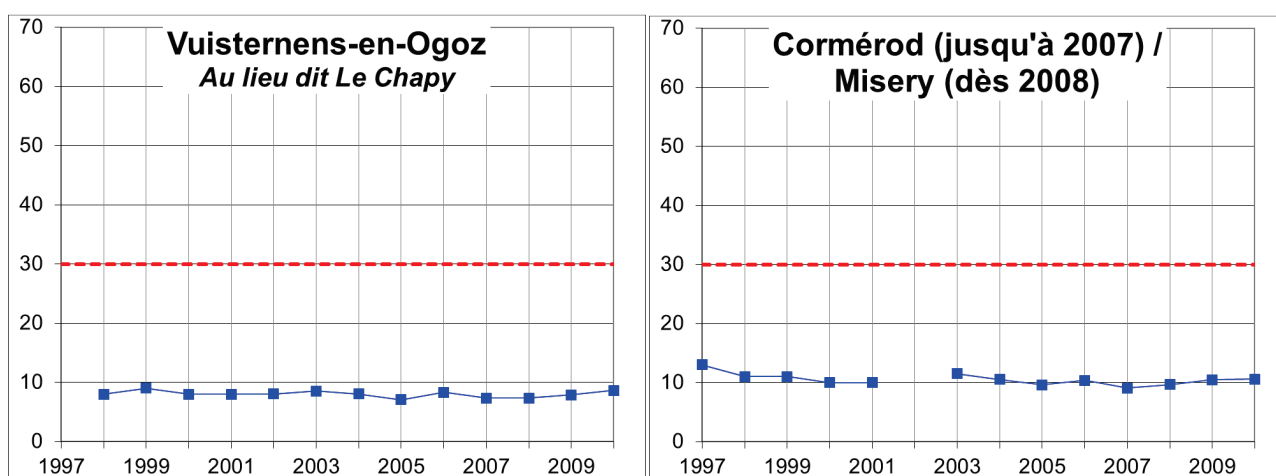 Vuisternens-en-Ogoz
Au lieu dit Le Chapy
70
60
50
40
30
20
10
0
1997 1999 2001 2003 2005 2007 2009
Cormérod (jusqu'à 2007) /
Misery (dès 2008)
70
60
50
40
30
20
10
0
1997 1999 2001 2003 2005 2007 2009